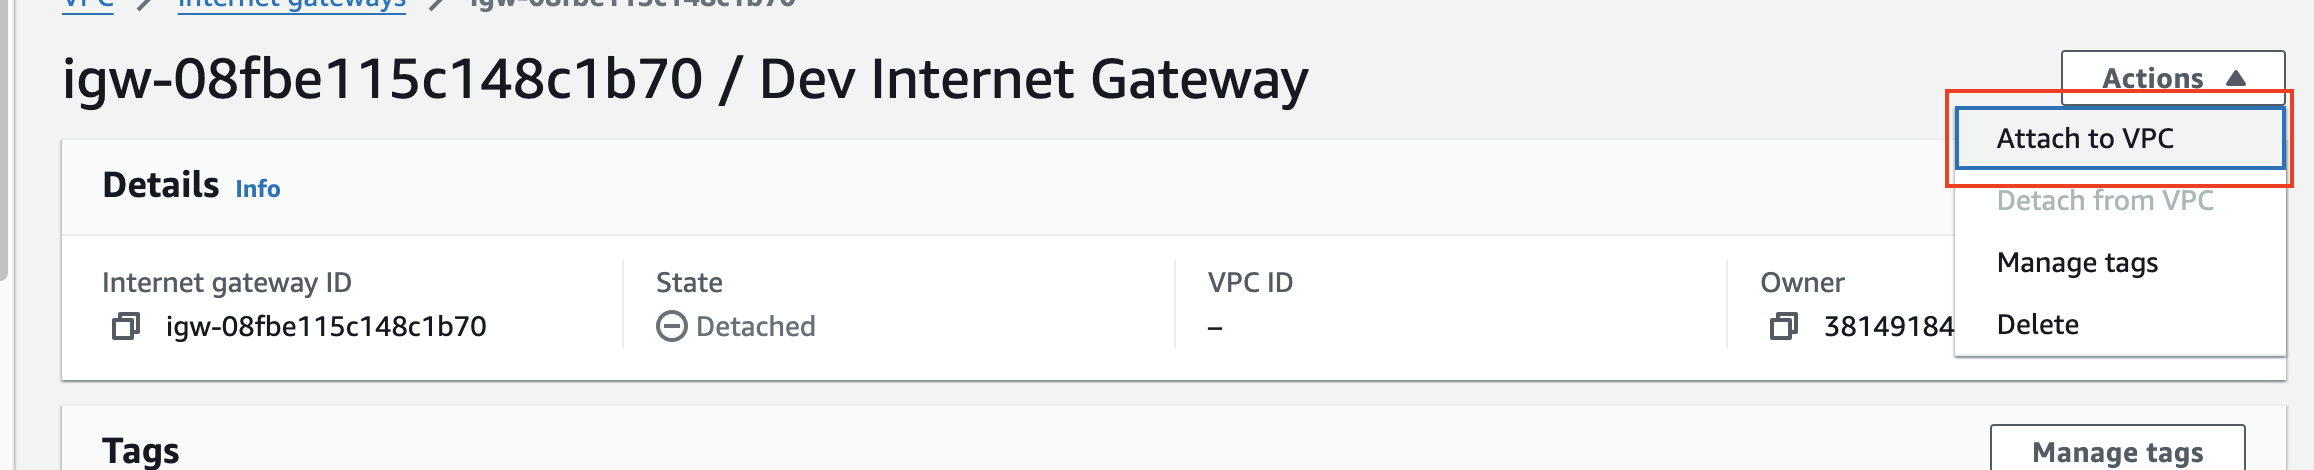 VPC > Internet gateways > igw-08fbe115c148c1b70
igw-08fbe115c148c1b70 / Dev Internet Gateway
Actions
Attach to VPC
Detach from VPC
Manage tags
Delete
Details Info
Internet gateway ID
igw-08fbe115c148c1b70
State
Detached
VPC ID
–
Owner
38149184
Tags
Manage tags